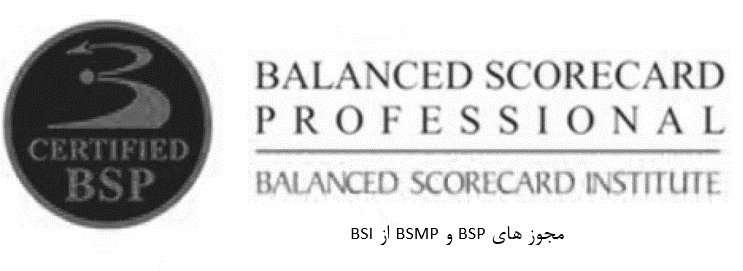 CERTIFIED
BSP
BALANCED SCORECARD
PROFESSIONAL
BALANCED SCORECARD INSTITUTE
مجوز های BSP و BSMP از BSI